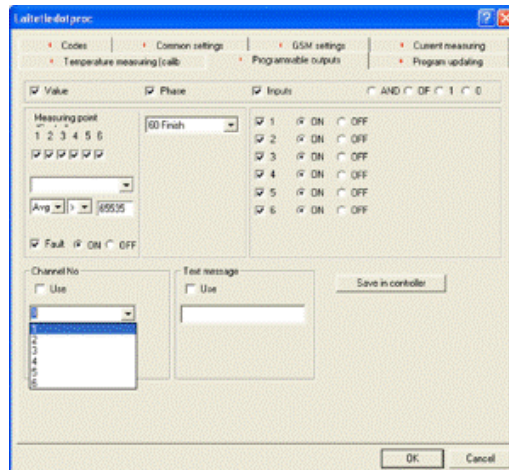 Laitetiedot proc
Codes Common settings GSM settings Current measuring
Temperature measuring (calib Programmable outputs Program updating
Value Phase Inputs AND OF 1 0
Measuring point
1 2 3 4 5 6
60 Finish
1 ON OFF
2 ON OFF
3 ON OFF
4 ON OFF
5 ON OFF
6 ON OFF
Avg > 65535
Fault ON OFF
Channel No Text message
Use Use
Save in controller
1
2
3
4
5
6
OK Cancel